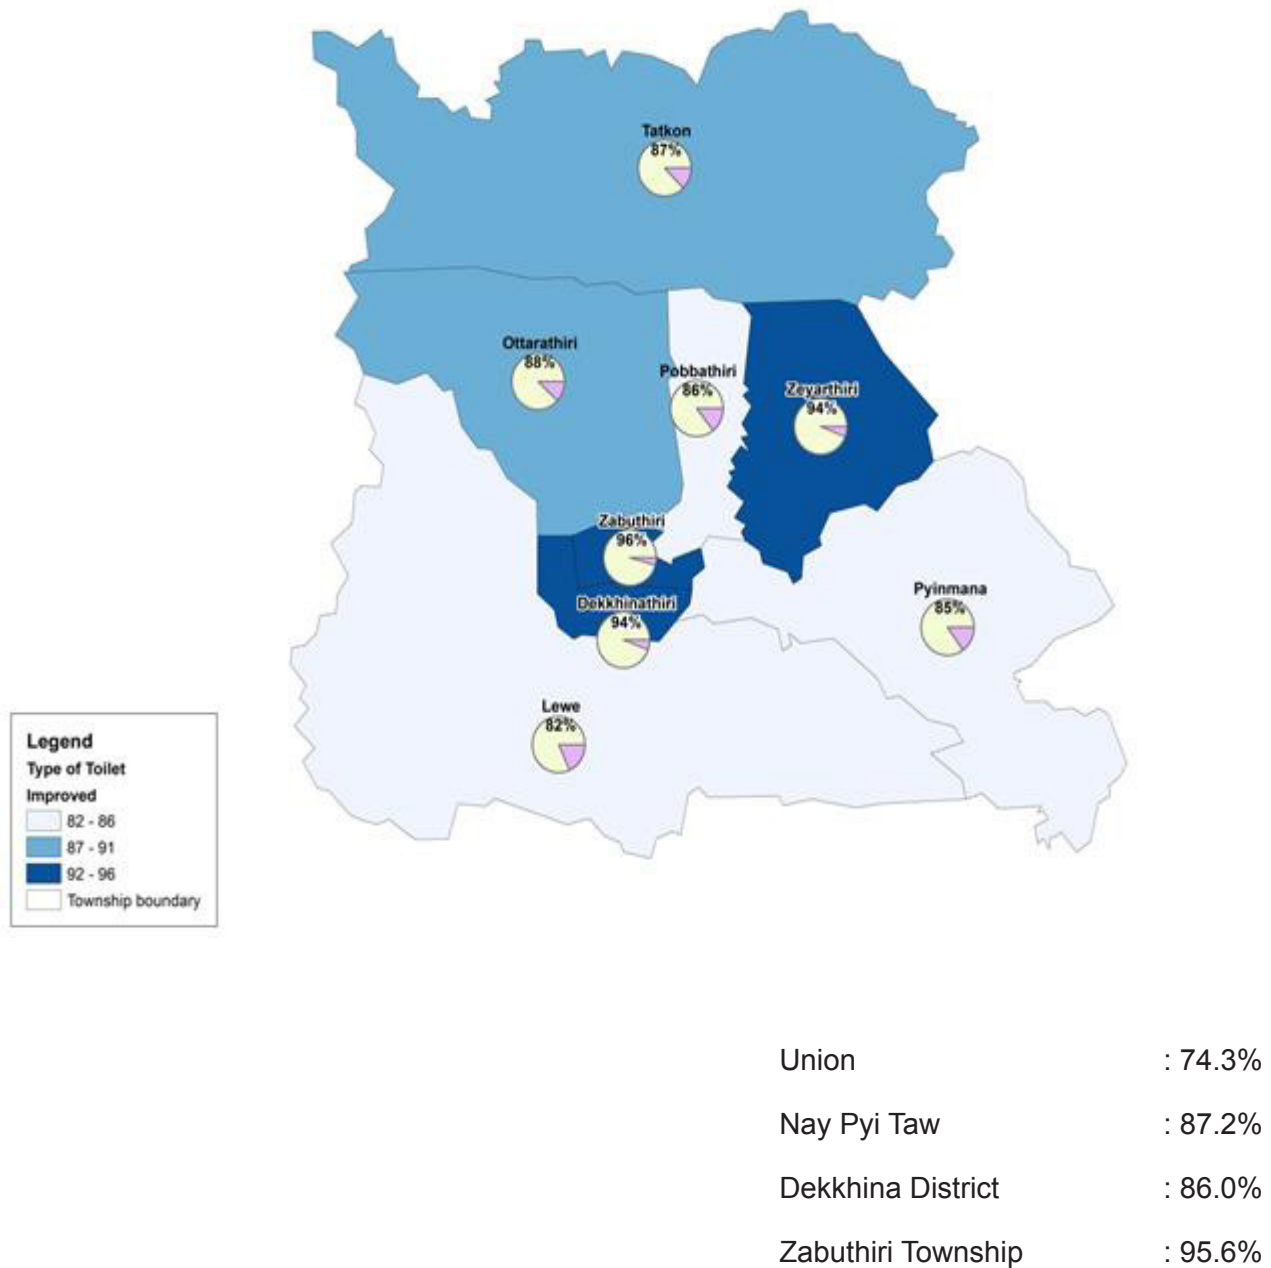 Tatkon
87%
Ottarathiri
88%
Pobbathiri
86%
Zeyarthiri
94%
Zabuthiri
96%
Dekkhinathiri
94%
Pyinmana
85%
Lewe
82%
Legend
Type of Toilet
Improved
82 - 86
87 - 91
92 - 96
Township boundary
Union : 74.3%
Nay Pyi Taw : 87.2%
Dekkhina District : 86.0%
Zabuthiri Township : 95.6%